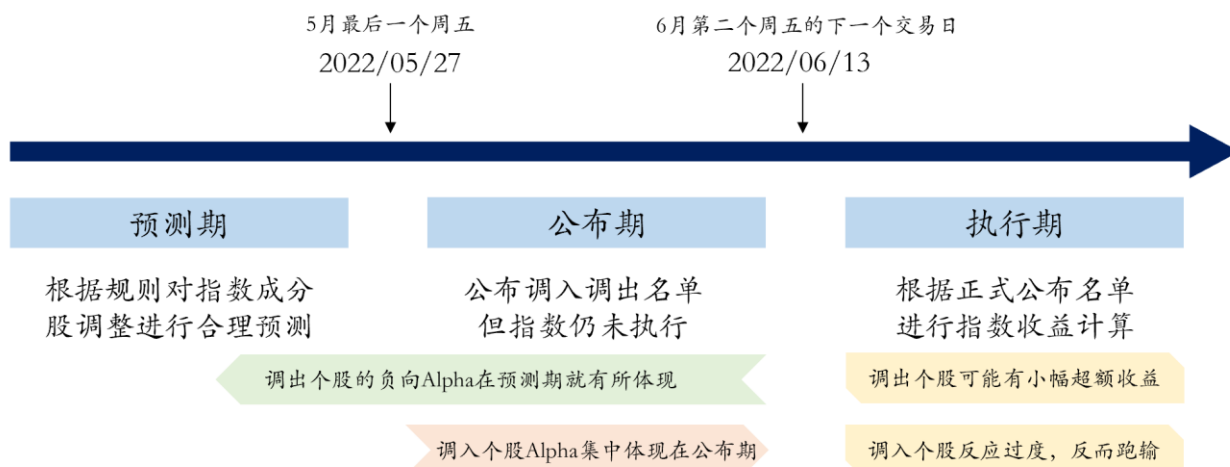 5月最后一个周五
2022/05/27
6月第二个周五的下一个交易日
2022/06/13
预测期
公布期
执行期
根据规则对指数成分
股调整进行合理预测
公布调入调出名单
但指数仍未执行
根据正式公布名单
进行指数收益计算
调出个股的负向Alpha在预测期就有所体现
调出个股可能有小幅超额收益
调入个股Alpha集中体现在公布期
调入个股反应过度，反而跑输